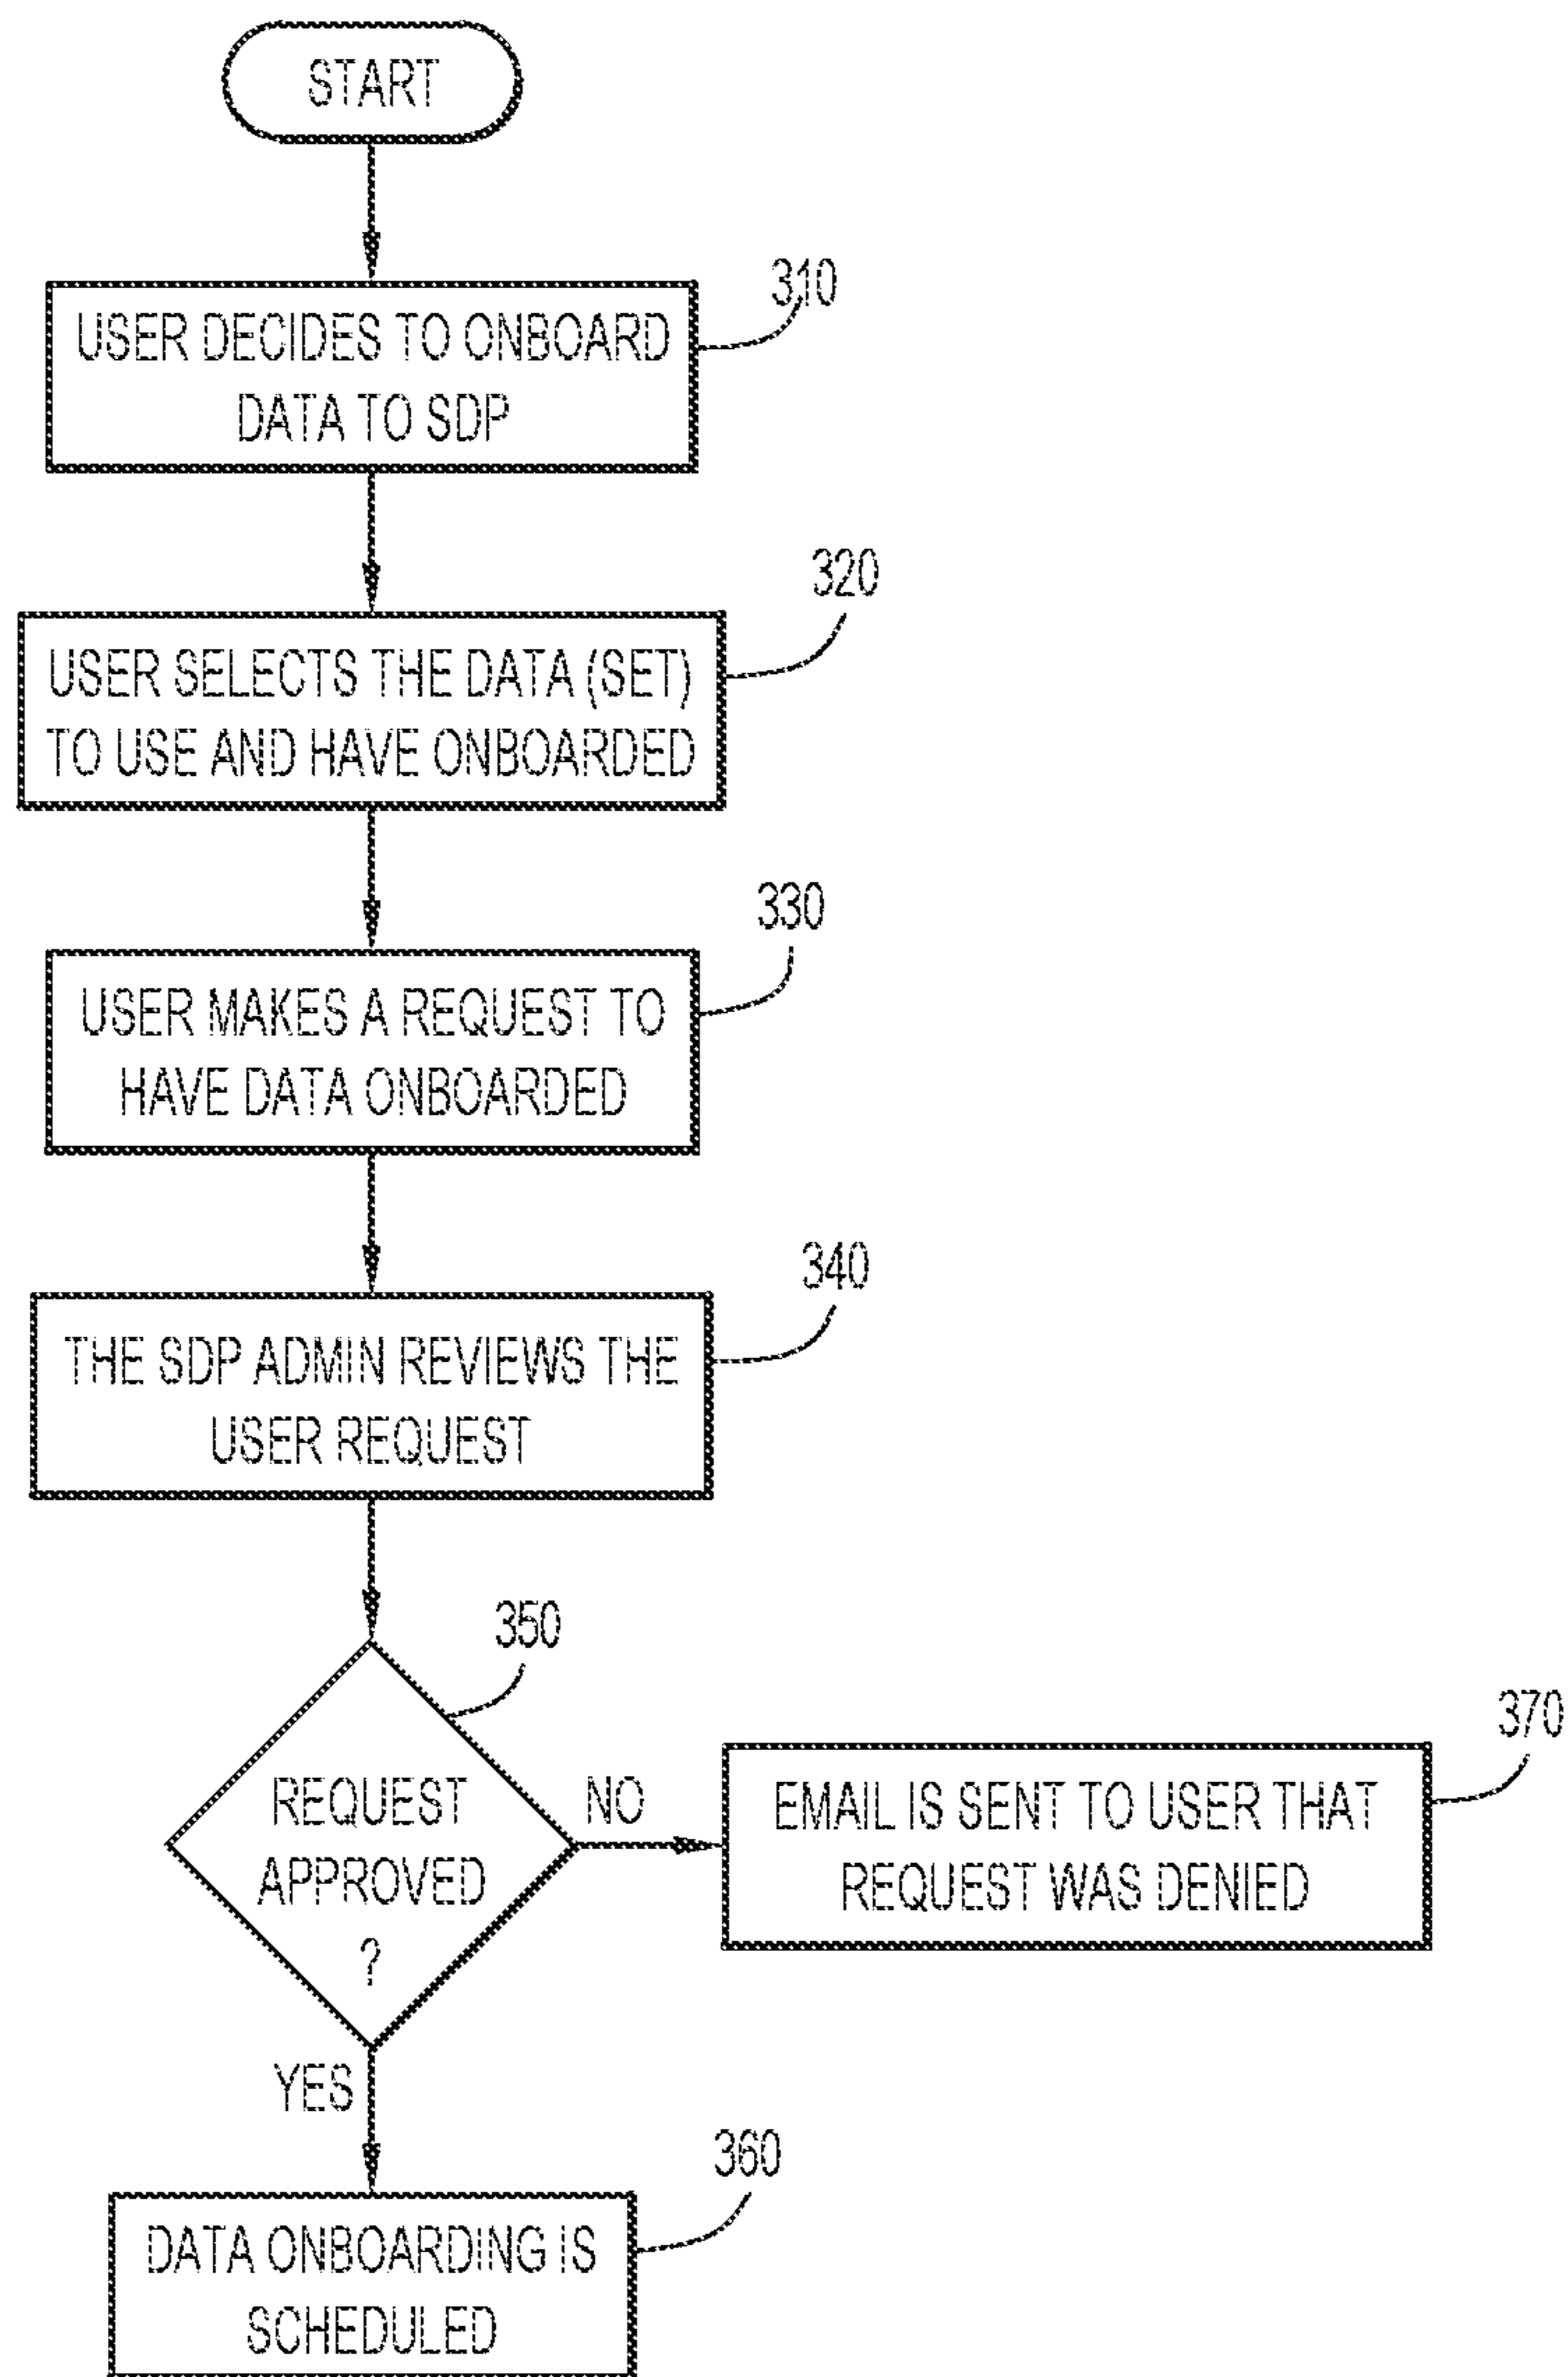 START
310
USER DECIDES TO ONBOARD
DATA TO SDP
320
USER SELECTS THE DATA (SET)
TO USE AND HAVE ONBOARDED
330
USER MAKES A REQUEST TO
HAVE DATA ONBOARDED
340
THE SDP ADMIN REVIEWS THE
USER REQUEST
350
REQUEST
APPROVED
?
NO
370
EMAIL IS SENT TO USER THAT
REQUEST WAS DENIED
YES
360
DATA ONBOARDING IS
SCHEDULED